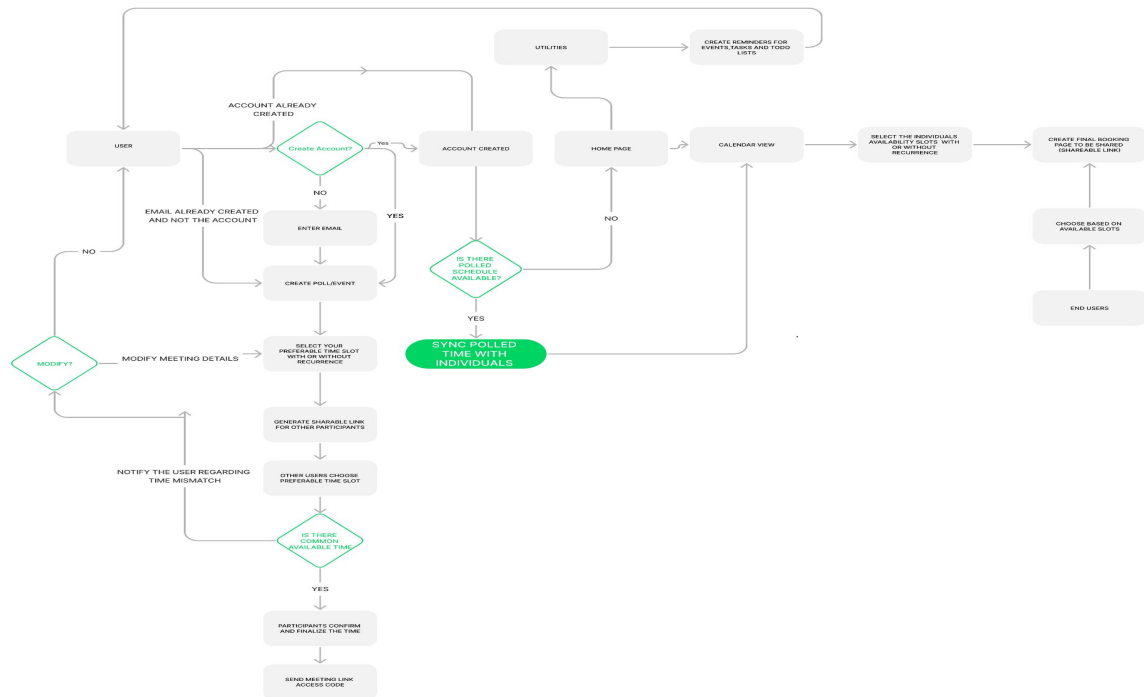 UTILITIES
CREATE REMINDERS FOR
EVENTS,TASKS AND TODO
LISTS
ACCOUNT ALREADY
CREATED
USER
Create Account?
Yes
ACCOUNT CREATED
HOME PAGE
CALENDAR VIEW
SELECT THE INDIVIDUALS
AVAILABILITY SLOTS WITH
OR WITHOUT
RECURRENCE
CREATE FINAL BOOKING
PAGE TO BE SHARED
(SHAREABLE LINK)
NO
EMAIL ALREADY CREATED
AND NOT THE ACCOUNT
YES
NO
ENTER EMAIL
CHOOSE BASED ON
AVAILABLE SLOTS
NO
IS THERE
POLLED
SCHEDULE
AVAILABLE?
CREATE POLL/EVENT
END USERS
YES
SELECT YOUR
PREFERABLE TIME SLOT
WITH OR WITHOUT
RECURRENCE
SYNC POLLED
TIME WITH
INDIVIDUALS
MODIFY?
MODIFY MEETING DETAILS
GENERATE SHARABLE LINK
FOR OTHER PARTICIPANTS
NOTIFY THE USER REGARDING
TIME MISMATCH
OTHER USERS CHOOSE
PREFERABLE TIME SLOT
IS THERE
COMMON
AVAILABLE TIME
YES
PARTICIPANTS CONFIRM
AND FINALIZE THE TIME
SEND MEETING LINK
ACCESS CODE